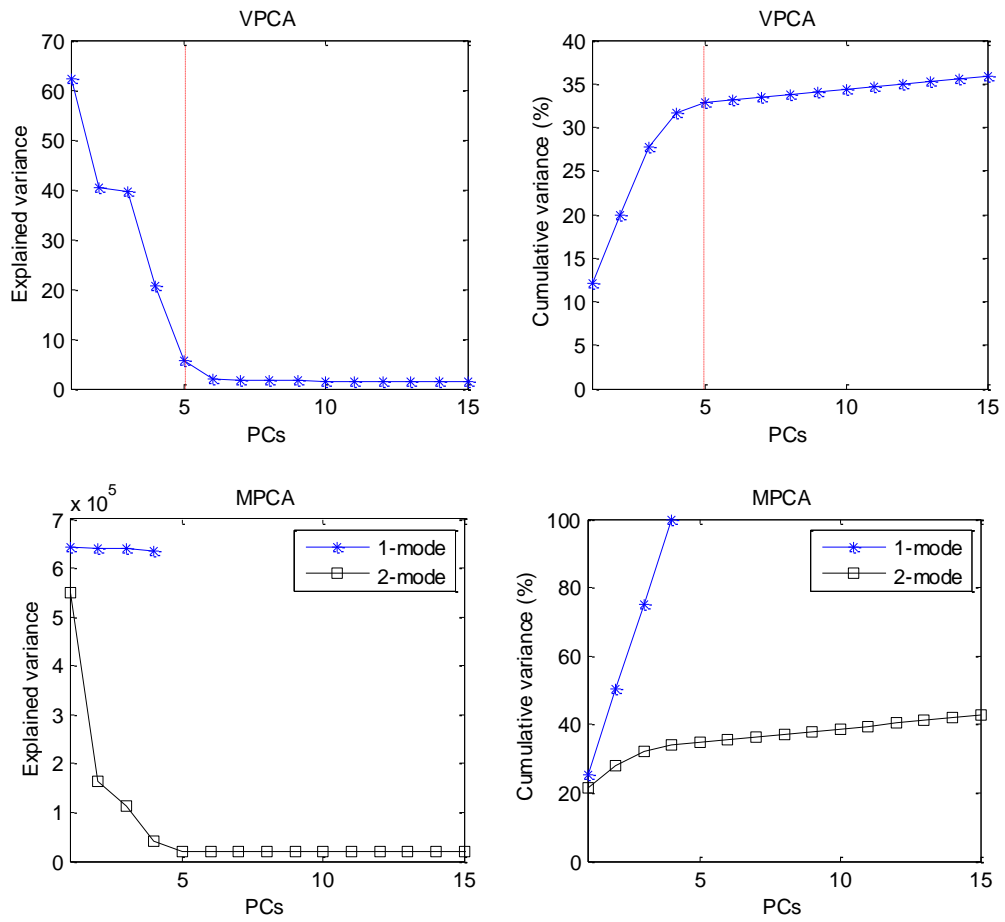 VPCA
70
60
50
40
30
20
10
0
5
10
15
Explained variance
PCs
VPCA
40
35
30
25
20
15
10
5
0
5
10
15
Cumulative variance (%)
PCs
MPCA
x 10^5
7
6
5
4
3
2
1
0
5
10
15
Explained variance
PCs
1-mode
2-mode
MPCA
100
80
60
40
20
0
5
10
15
Cumulative variance (%)
PCs
1-mode
2-mode